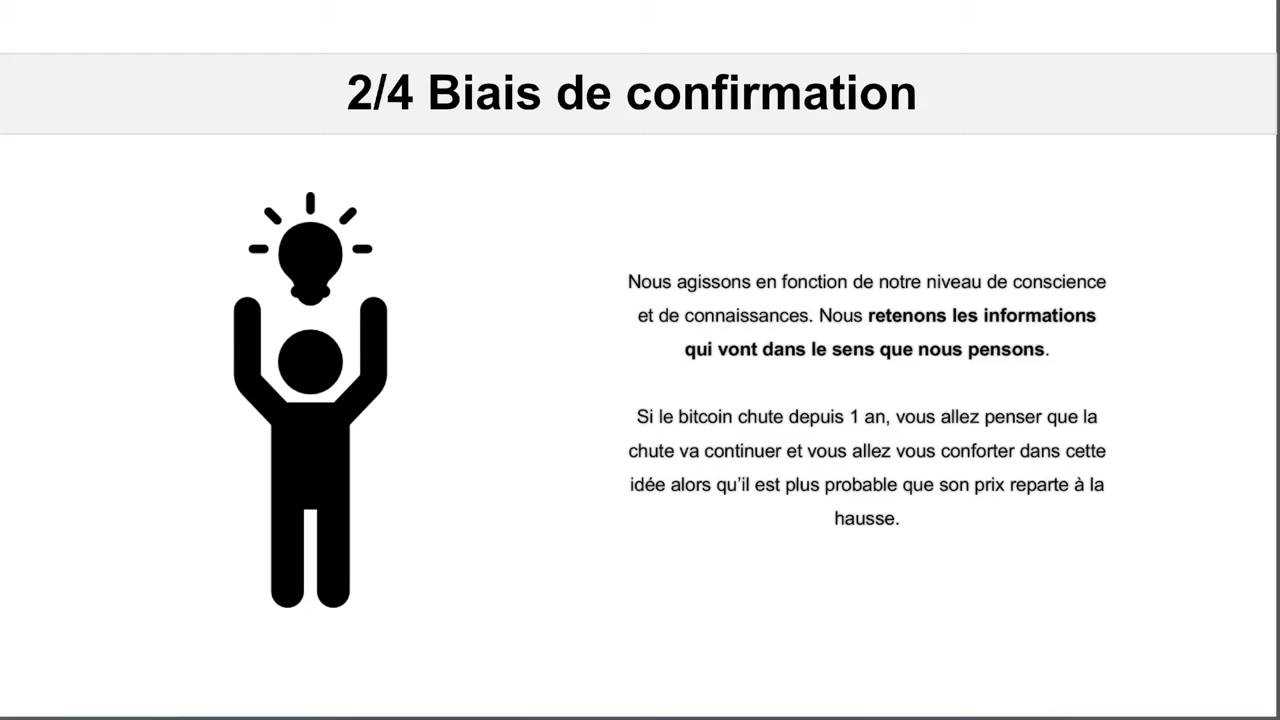 2/4 Biais de confirmation
Nous agissons en fonction de notre niveau de conscience
et de connaissances. Nous retenons les informations
qui vont dans le sens que nous pensons.
Si le bitcoin chute depuis 1 an, vous allez penser que la
chute va continuer et vous allez vous conforter dans cette
idée alors qu’il est plus probable que son prix reparte à la
hausse.